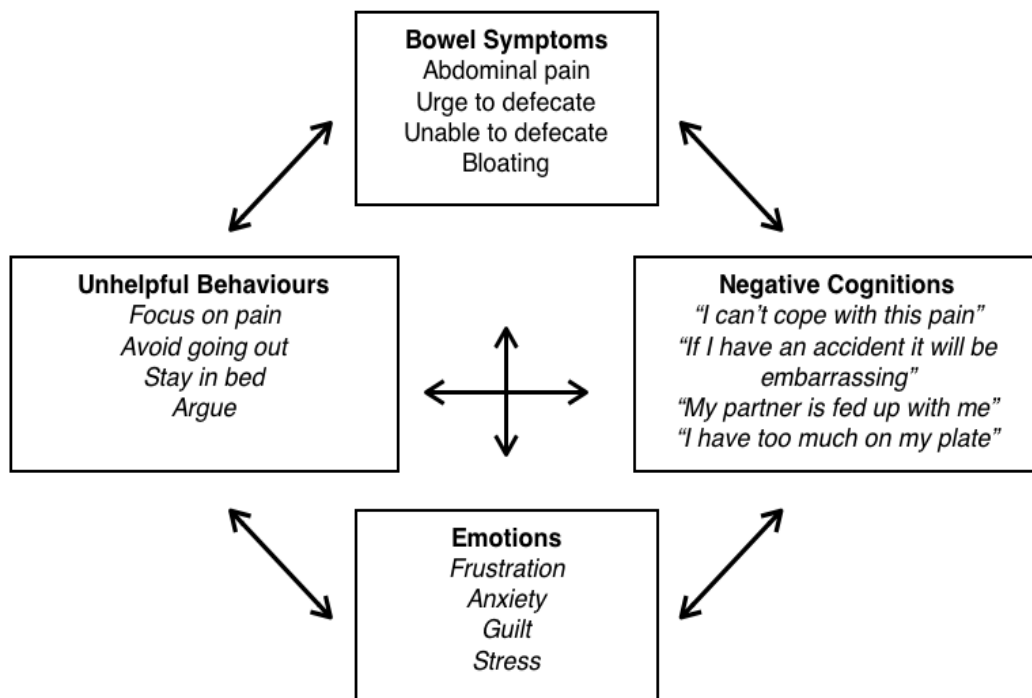 Bowel Symptoms
Abdominal pain
Urge to defecate
Unable to defecate
Bloating
Unhelpful Behaviours
Focus on pain
Avoid going out
Stay in bed
Argue
Negative Cognitions
“I can’t cope with this pain”
“If I have an accident it will be
embarrassing”
“My partner is fed up with me”
“I have too much on my plate”
Emotions
Frustration
Anxiety
Guilt
Stress